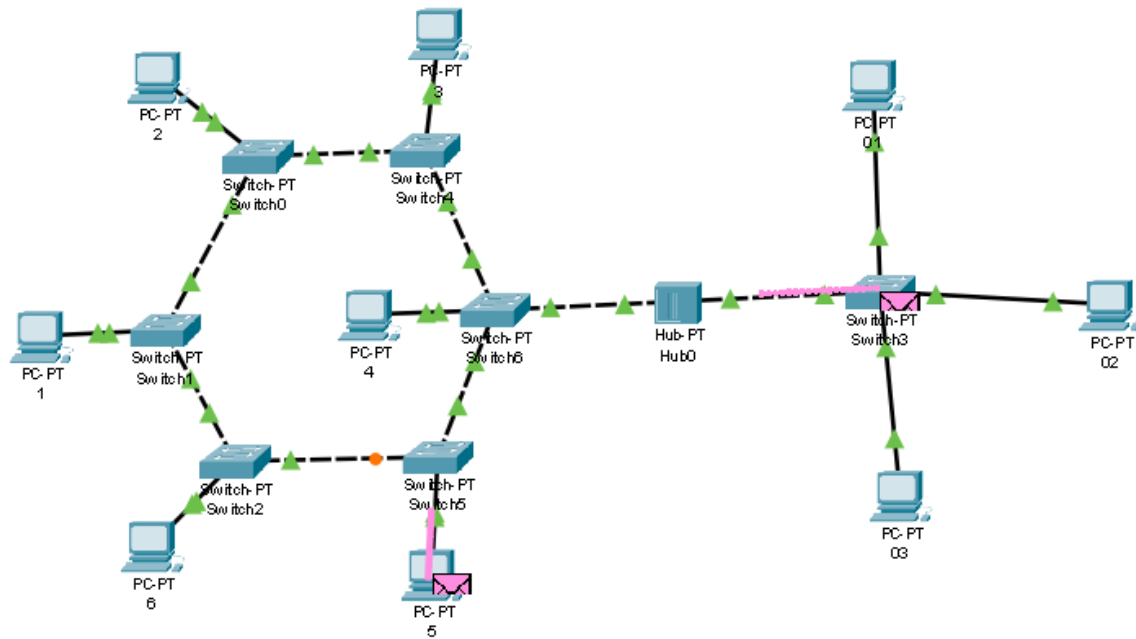 PC-PT
3
PC-PT
2
PC-PT
01
Switch-PT
Switch0
Switch-PT
Switch4
PC-PT
4
Switch-PT
Switch6
Hub-PT
Hub0
Switch-PT
Switch3
PC-PT
02
PC-PT
1
Switch-PT
Switch1
Switch-PT
Switch2
Switch-PT
Switch5
PC-PT
03
PC-PT
6
PC-PT
5